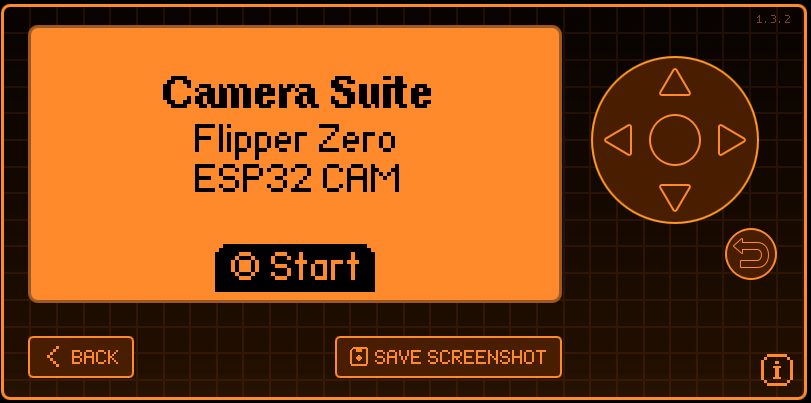 1.3.2
Camera Suite
Flipper Zero
ESP32 CAM
Start
BACK
SAVE SCREENSHOT
i